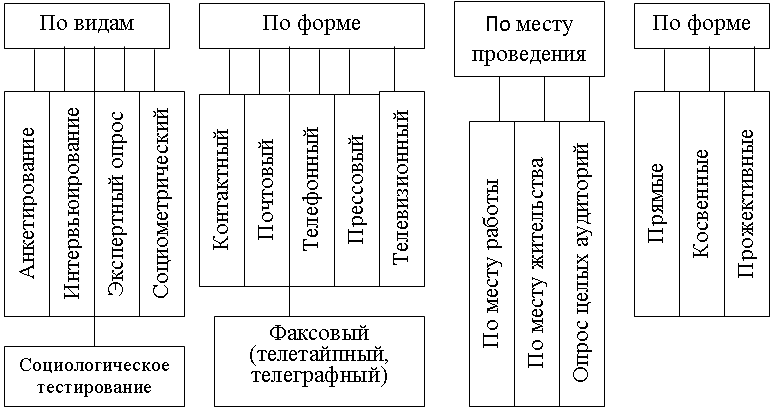 По видам
Анкетирование
Интервьюирование
Экспертный опрос
Социометрический
Социологическое
тестирование
По форме
Контактный
Почтовый
Телефонный
Прессовый
Телевизионный
Факсовый
(телетайпный,
телеграфный)
По месту
проведения
По месту работы
По месту жительства
Опрос целых аудиторий
По форме
Прямые
Косвенные
Прожективные